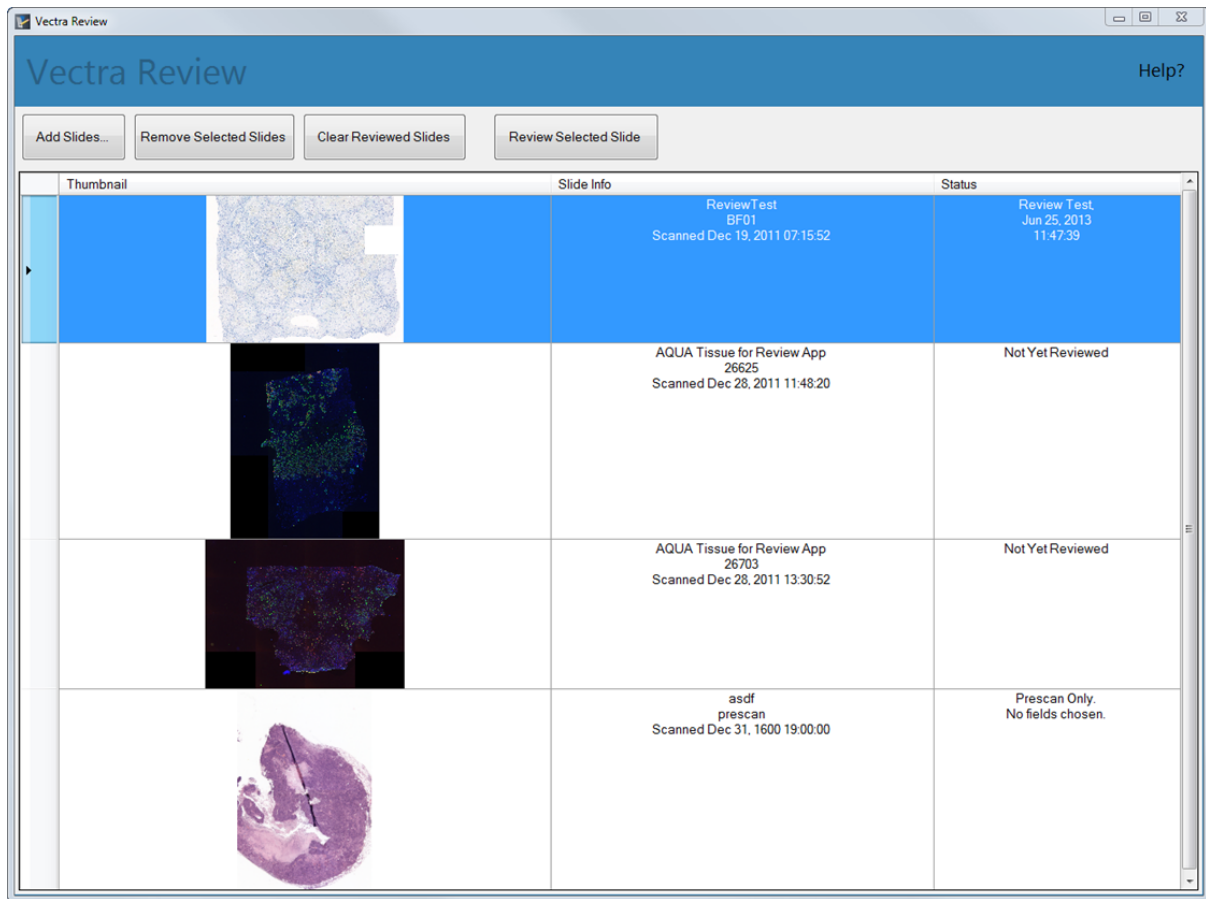 Vectra Review
Vectra Review
Help?
Add Slides...
Remove Selected Slides
Clear Reviewed Slides
Review Selected Slide
Thumbnail
Slide Info
Status
ReviewTest
BF01
Scanned Dec 19, 2011 07:15:52
Review Test,
Jun 25, 2013
11:47:39
AQUA Tissue for Review App
26625
Scanned Dec 28, 2011 11:48:20
Not Yet Reviewed
AQUA Tissue for Review App
26703
Scanned Dec 28, 2011 13:30:52
Not Yet Reviewed
asdf
prescan
Scanned Dec 31, 1600 19:00:00
Prescan Only.
No fields chosen.